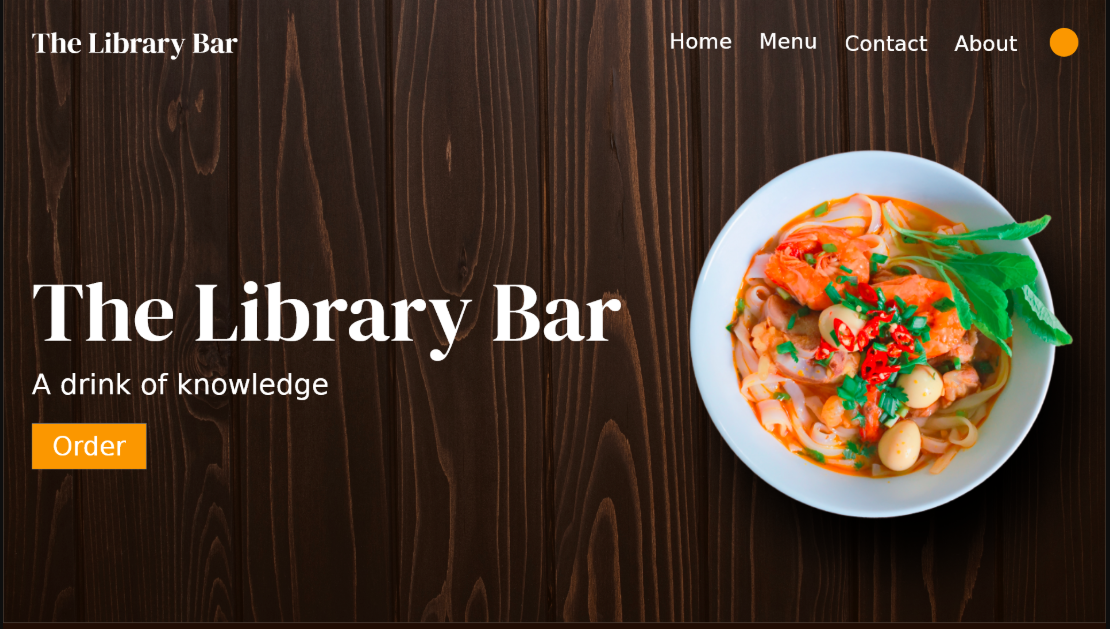 The Library Bar
Home Menu Contact About
The Library Bar
A drink of knowledge
Order